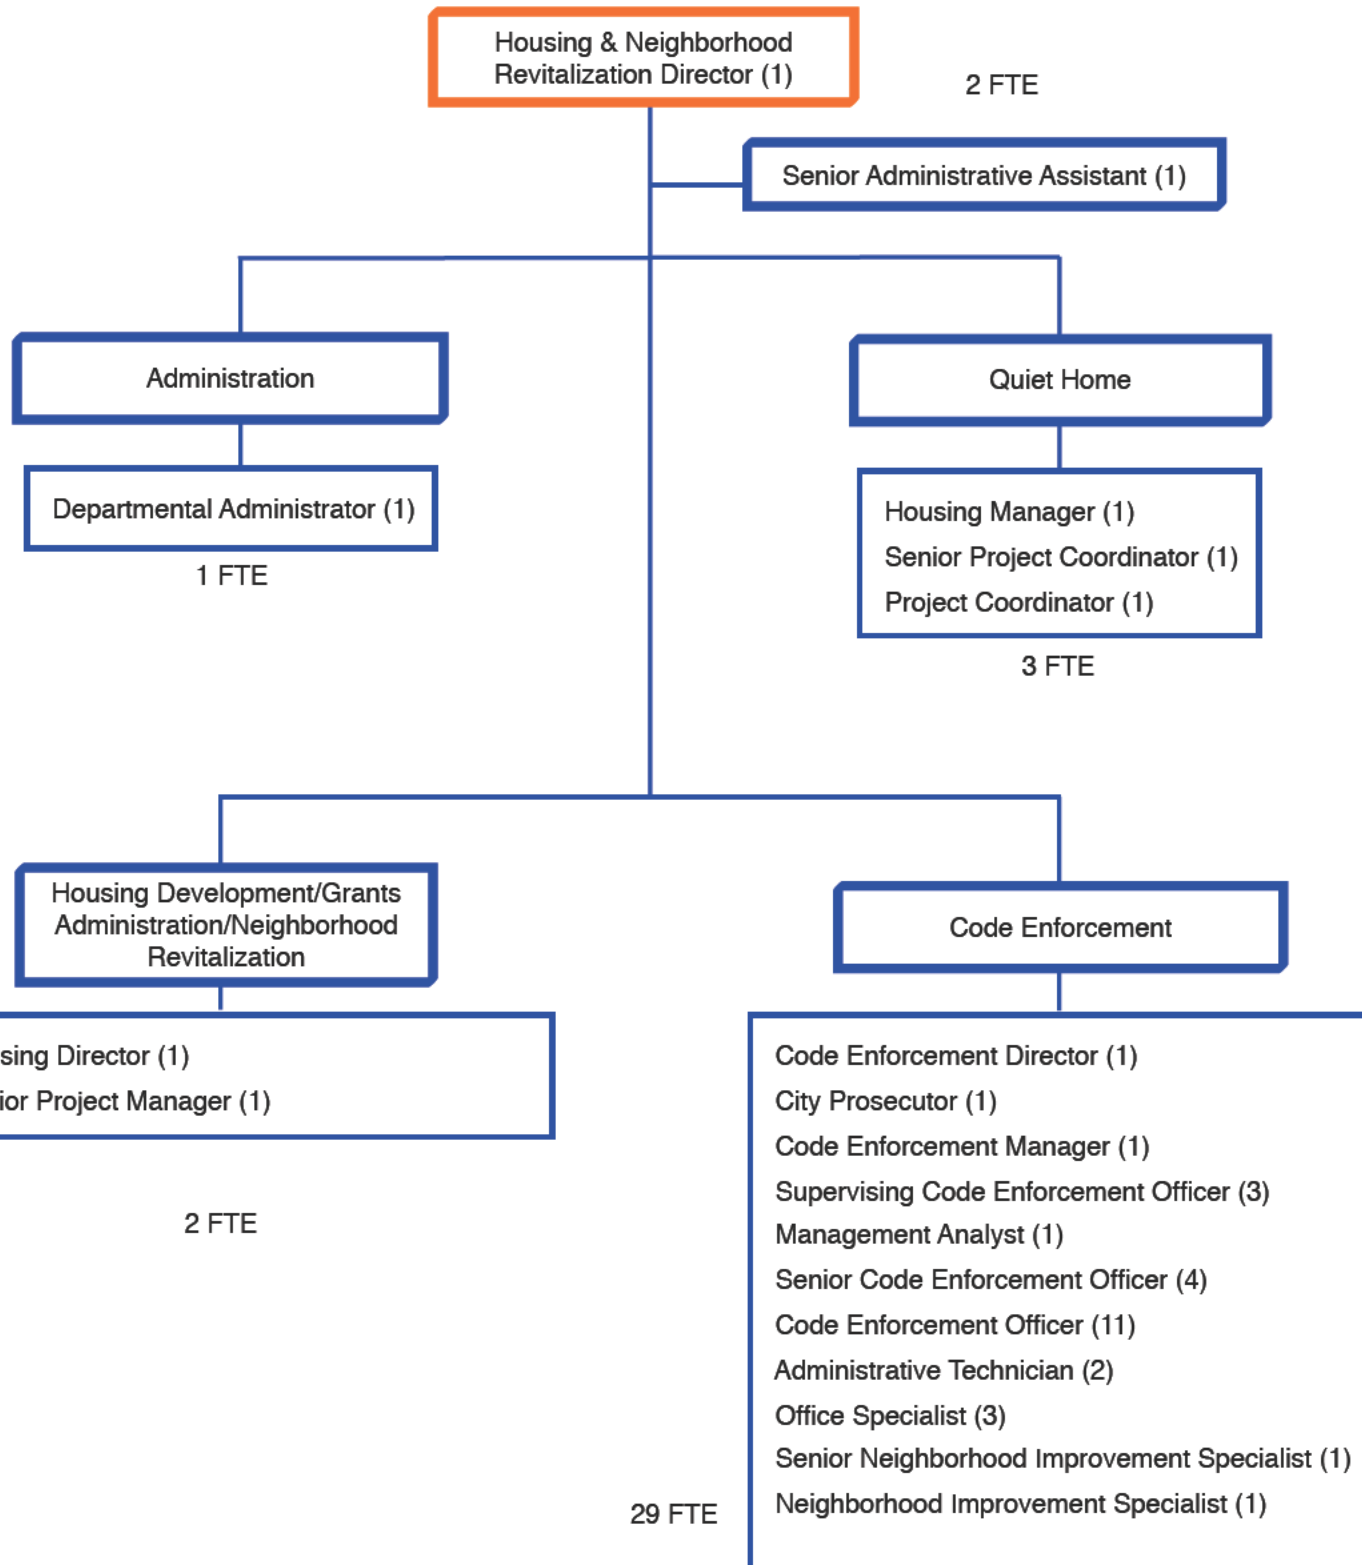 Housing & Neighborhood
Revitalization Director (1)
2 FTE
Senior Administrative Assistant (1)
Administration
Quiet Home
Departmental Administrator (1)
1 FTE
Housing Manager (1)
Senior Project Coordinator (1)
Project Coordinator (1)
3 FTE
Housing Development/Grants
Administration/Neighborhood
Revitalization
Code Enforcement
sing Director (1)
ior Project Manager (1)
2 FTE
Code Enforcement Director (1)
City Prosecutor (1)
Code Enforcement Manager (1)
Supervising Code Enforcement Officer (3)
Management Analyst (1)
Senior Code Enforcement Officer (4)
Code Enforcement Officer (11)
Administrative Technician (2)
Office Specialist (3)
Senior Neighborhood Improvement Specialist (1)
Neighborhood Improvement Specialist (1)
29 FTE